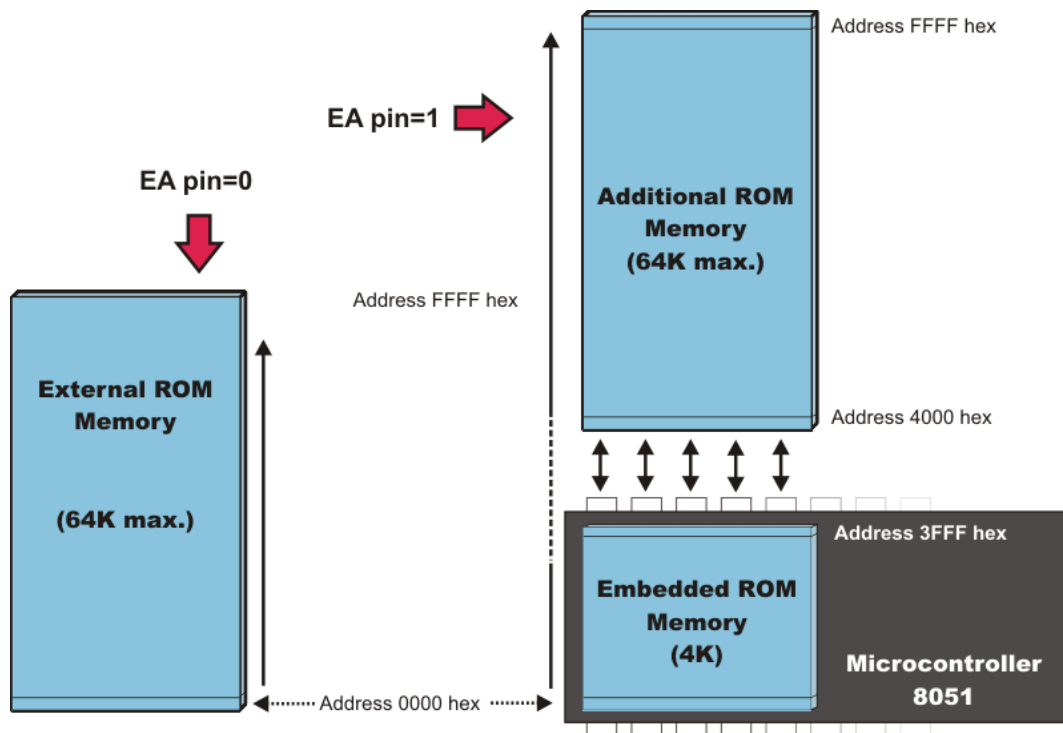 Address FFFF hex
EA pin=1
EA pin=0
Additional ROM
Memory
(64K max.)
Address FFFF hex
External ROM
Memory
(64K max.)
Address 4000 hex
Address 3FFF hex
Embedded ROM
Memory
(4K)
Microcontroller
8051
Address 0000 hex